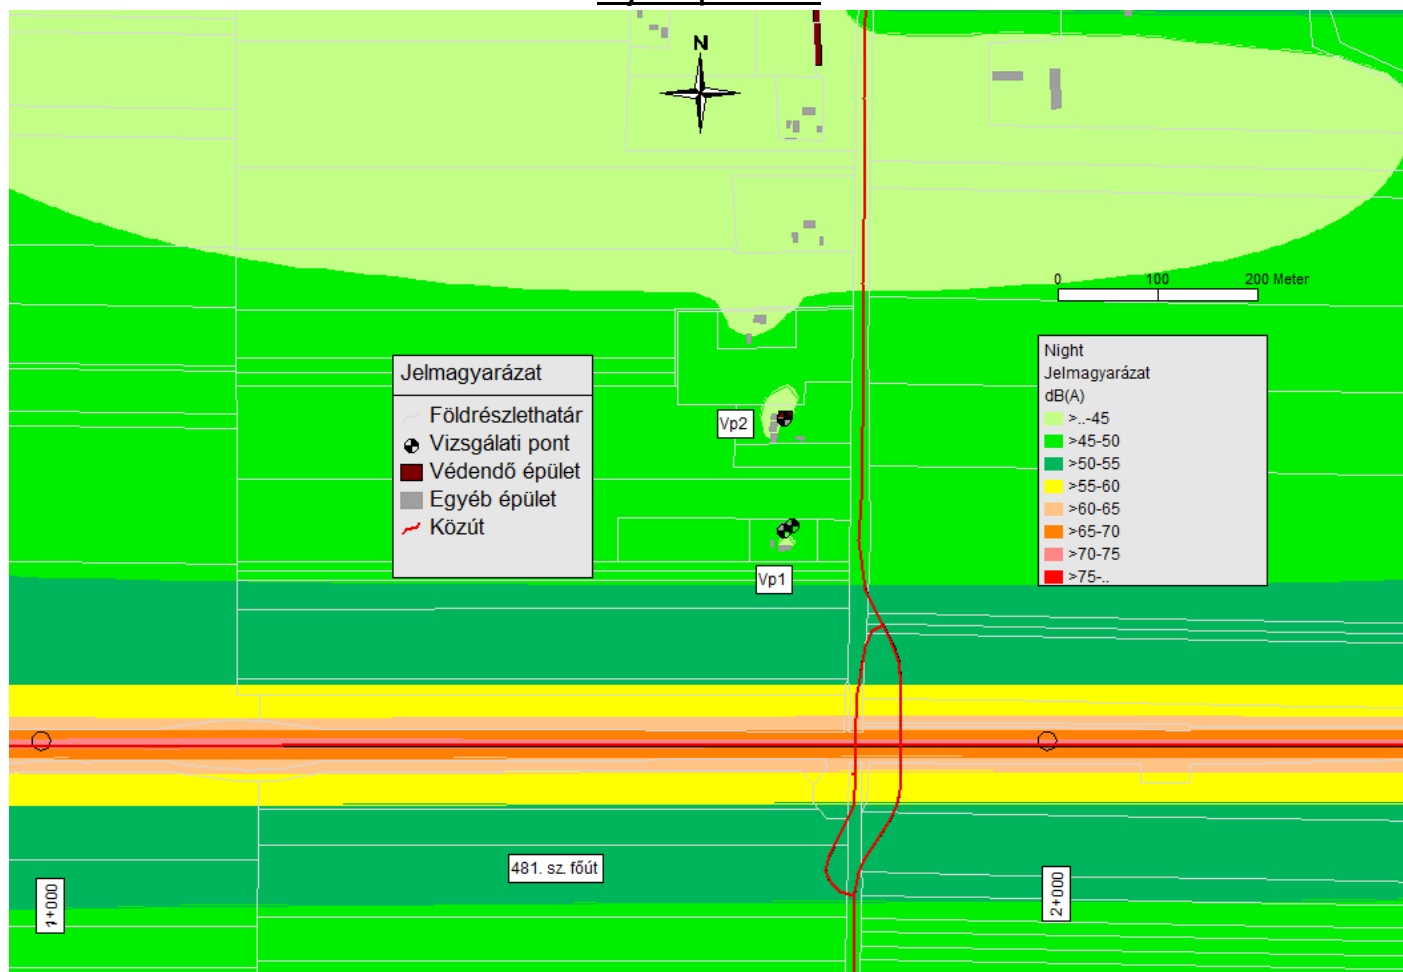 N
0 100 200 Meter
Jelmagyarázat
Földrészlethatár
Vizsgálati pont
Védendő épület
Egyéb épület
Közút
Night
Jelmagyarázat
dB(A)
>..-45
>45-50
>50-55
>55-60
>60-65
>65-70
>70-75
>75-..
Vp2
Vp1
481. sz. főút
1+000
2+000